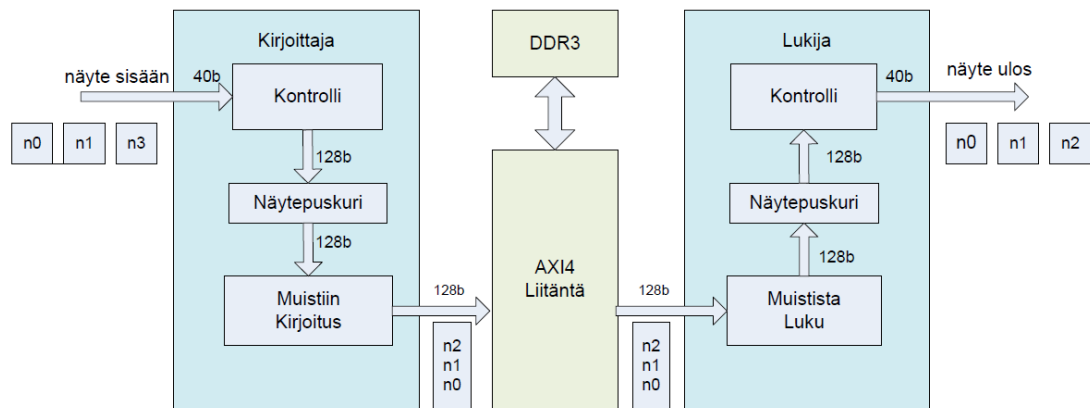 Kirjoittaja
DDR3
Lukija
näyte sisään
40b
Kontrolli
Kontrolli
40b
näyte ulos
n0
n1
n3
n0
n1
n2
128b
128b
Näytepuskuri
Näytepuskuri
128b
128b
AXI4
Liitäntä
Muistiin
Kirjoitus
128b
128b
Muistista
Luku
n2
n1
n0
n2
n1
n0